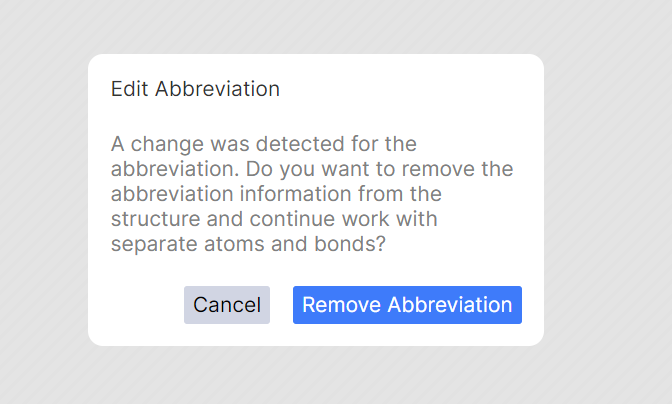 Edit Abbreviation
A change was detected for the
abbreviation. Do you want to remove the
abbreviation information from the
structure and continue work with
separate atoms and bonds?
Cancel
Remove Abbreviation